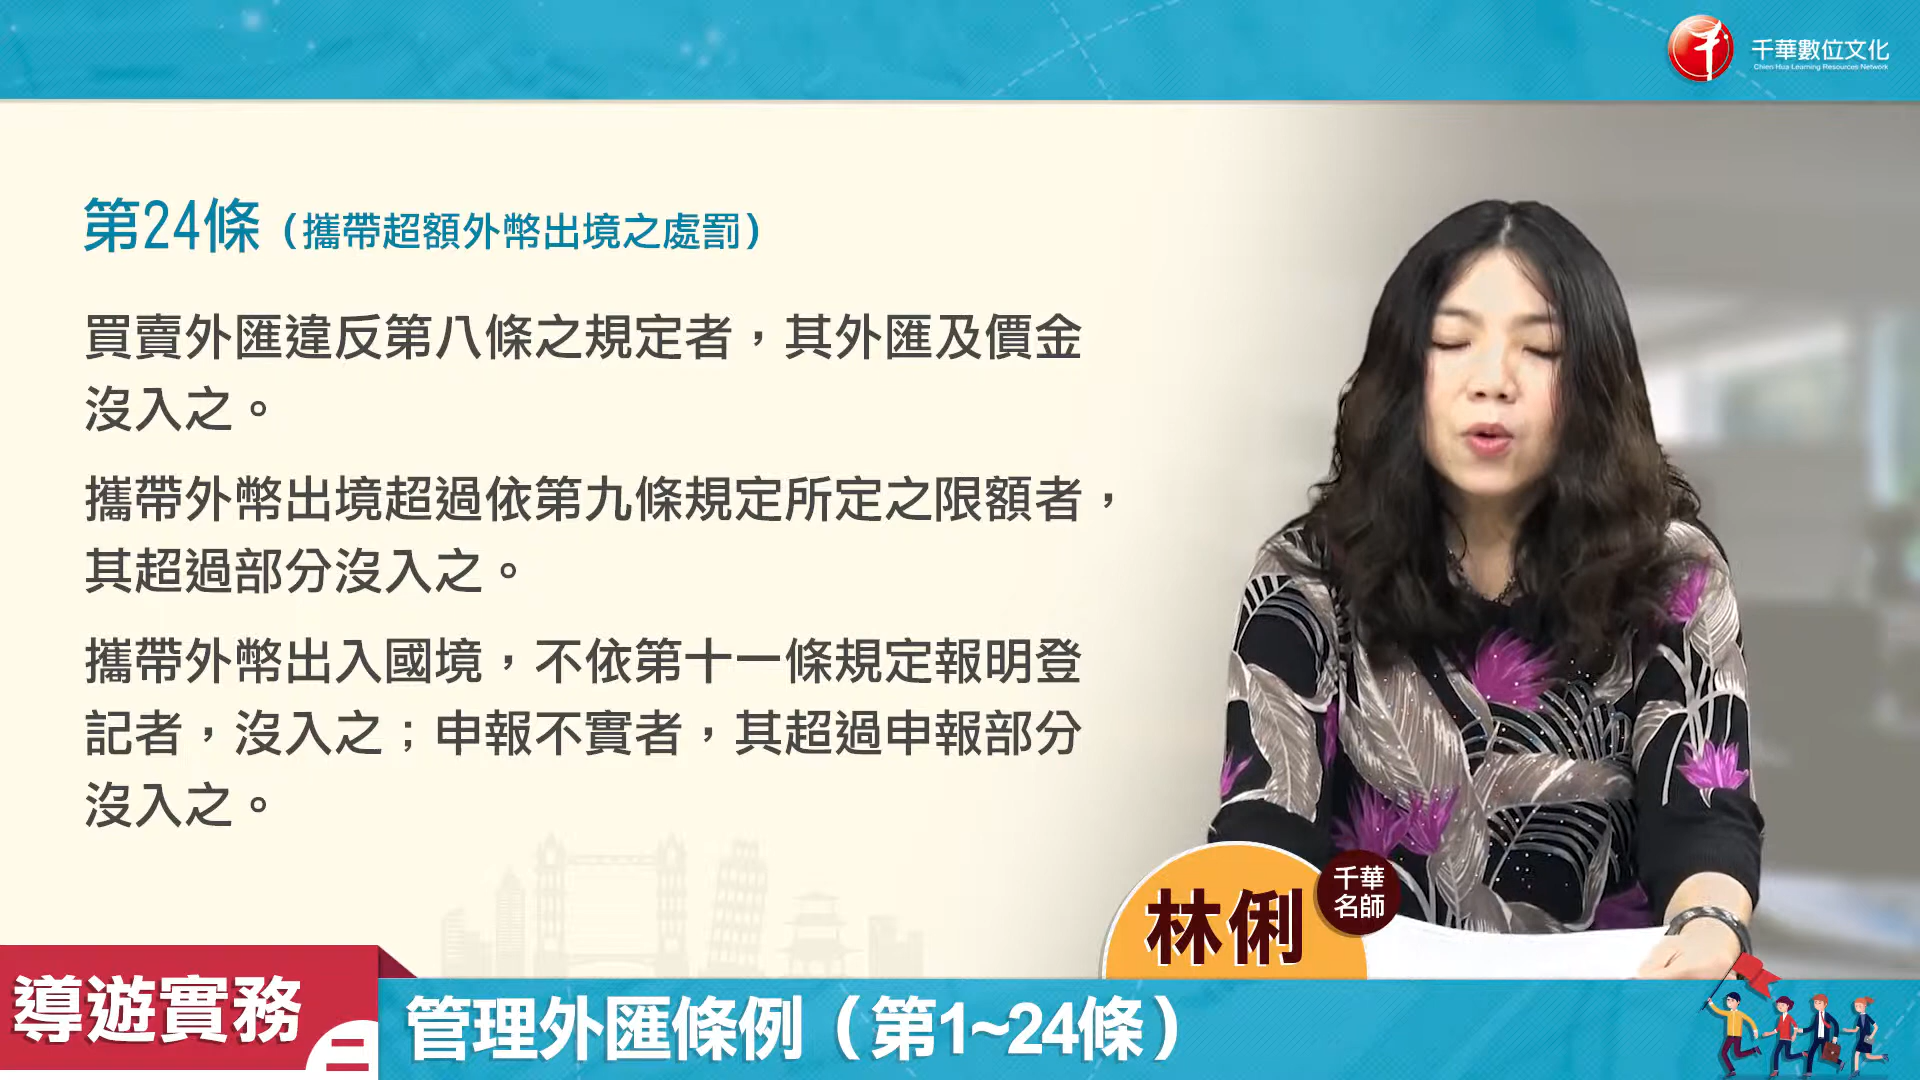 千華數位文化
Chien Hua Learning Resources Network
第24條（攜帶超額外幣出境之處罰）
買賣外匯違反第八條之規定者，其外匯及價金
沒入之。
攜帶外幣出境超過依第九條規定所定之限額者，
其超過部分沒入之。
攜帶外幣出入國境，不依第十一條規定報明登
記者，沒入之；申報不實者，其超過申報部分
沒入之。
林俐
千華
名師
導遊實務
二
管理外匯條例（第1~24條）